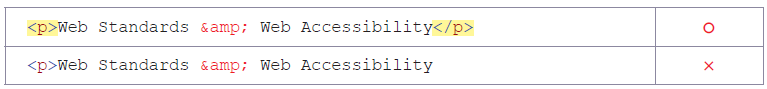 <p>Web Standards &amp; Web Accessibility</p> O
<p>Web Standards &amp; Web Accessibility ×